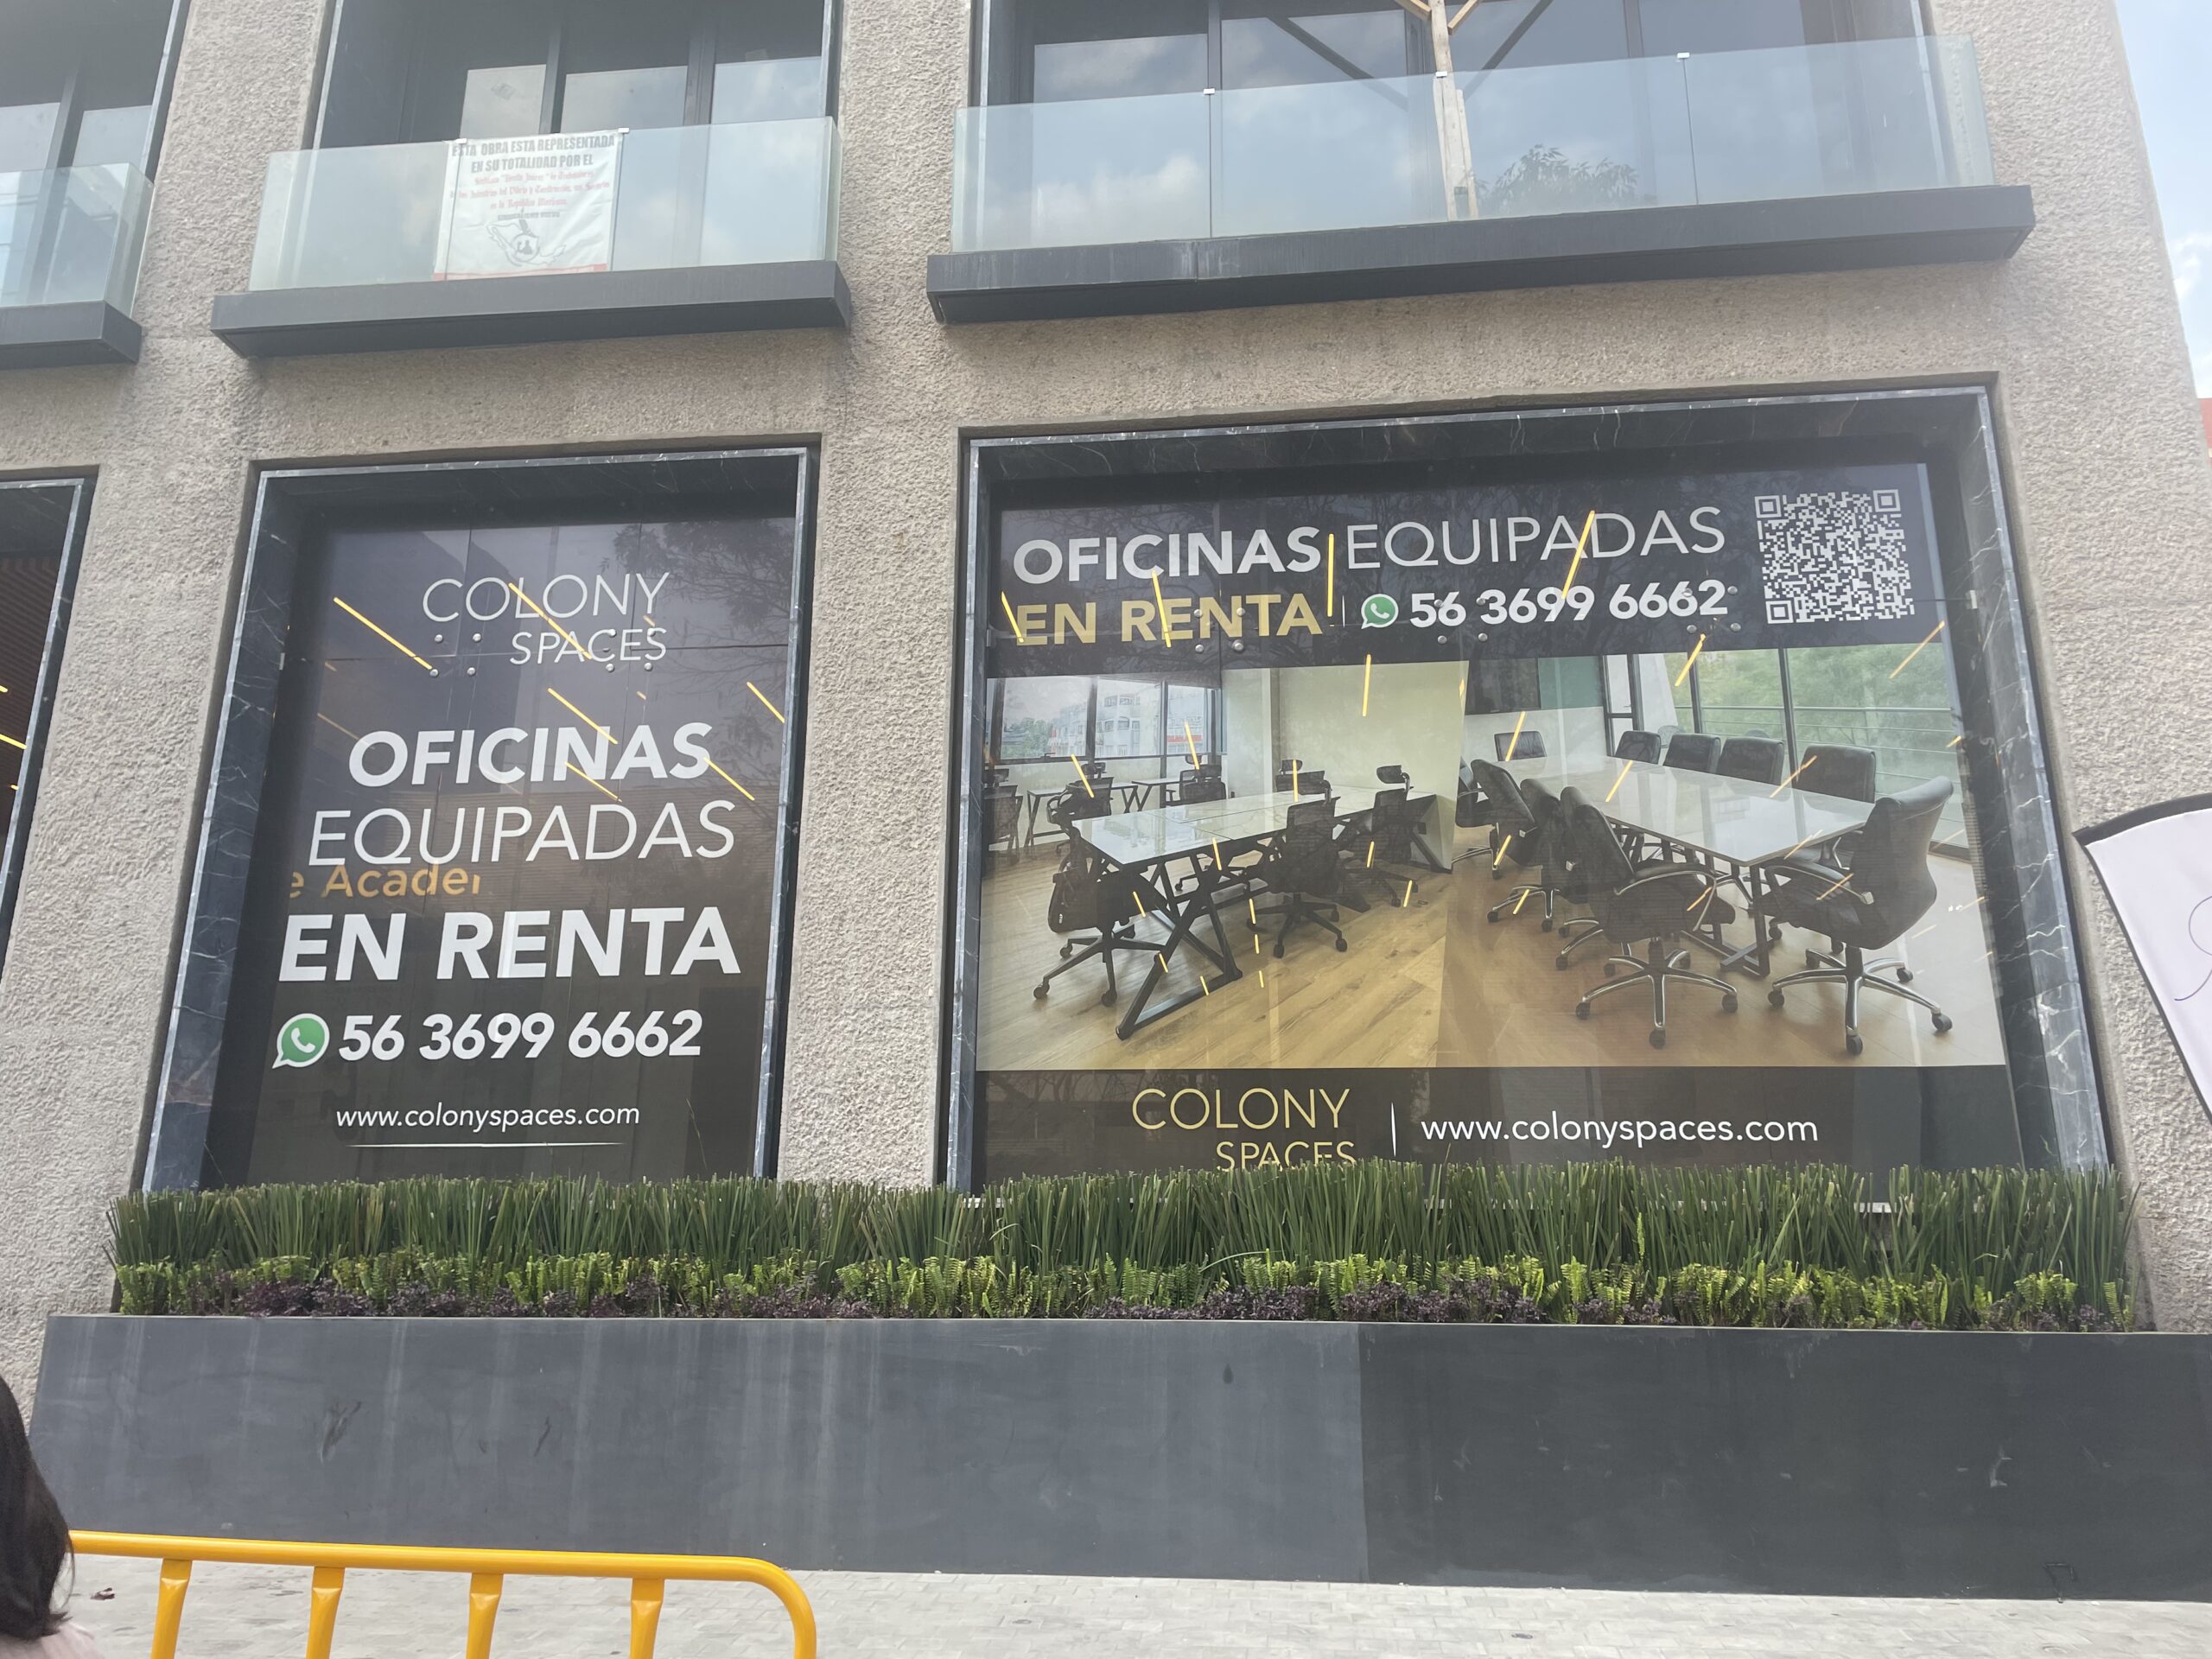 ESTA OBRA ESTA REPRESENTADA
EN SU TOTALIDAD POR EL
COLONY
SPACES
OFICINAS
EQUIPADAS
e Acade
EN RENTA
56 3699 6662
www.colonyspaces.com
OFICINAS EQUIPADAS
EN RENTA 56 3699 6662
COLONY
SPACES
www.colonyspaces.com